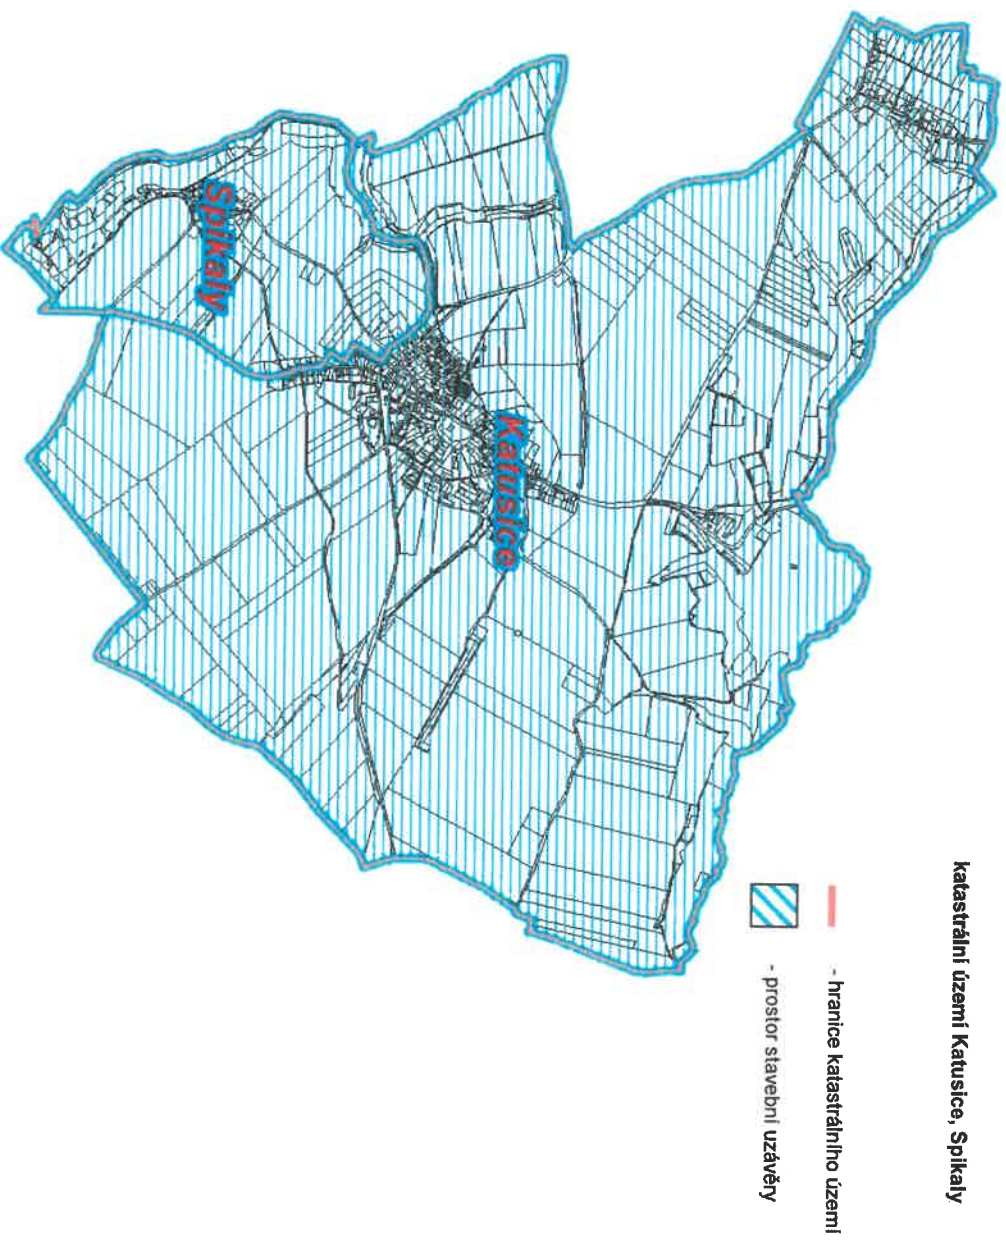 katastrální území Katusice, Spikaly
- hranice katastrálního území
- prostor stavební uzávěry
Katusice
Spikaly